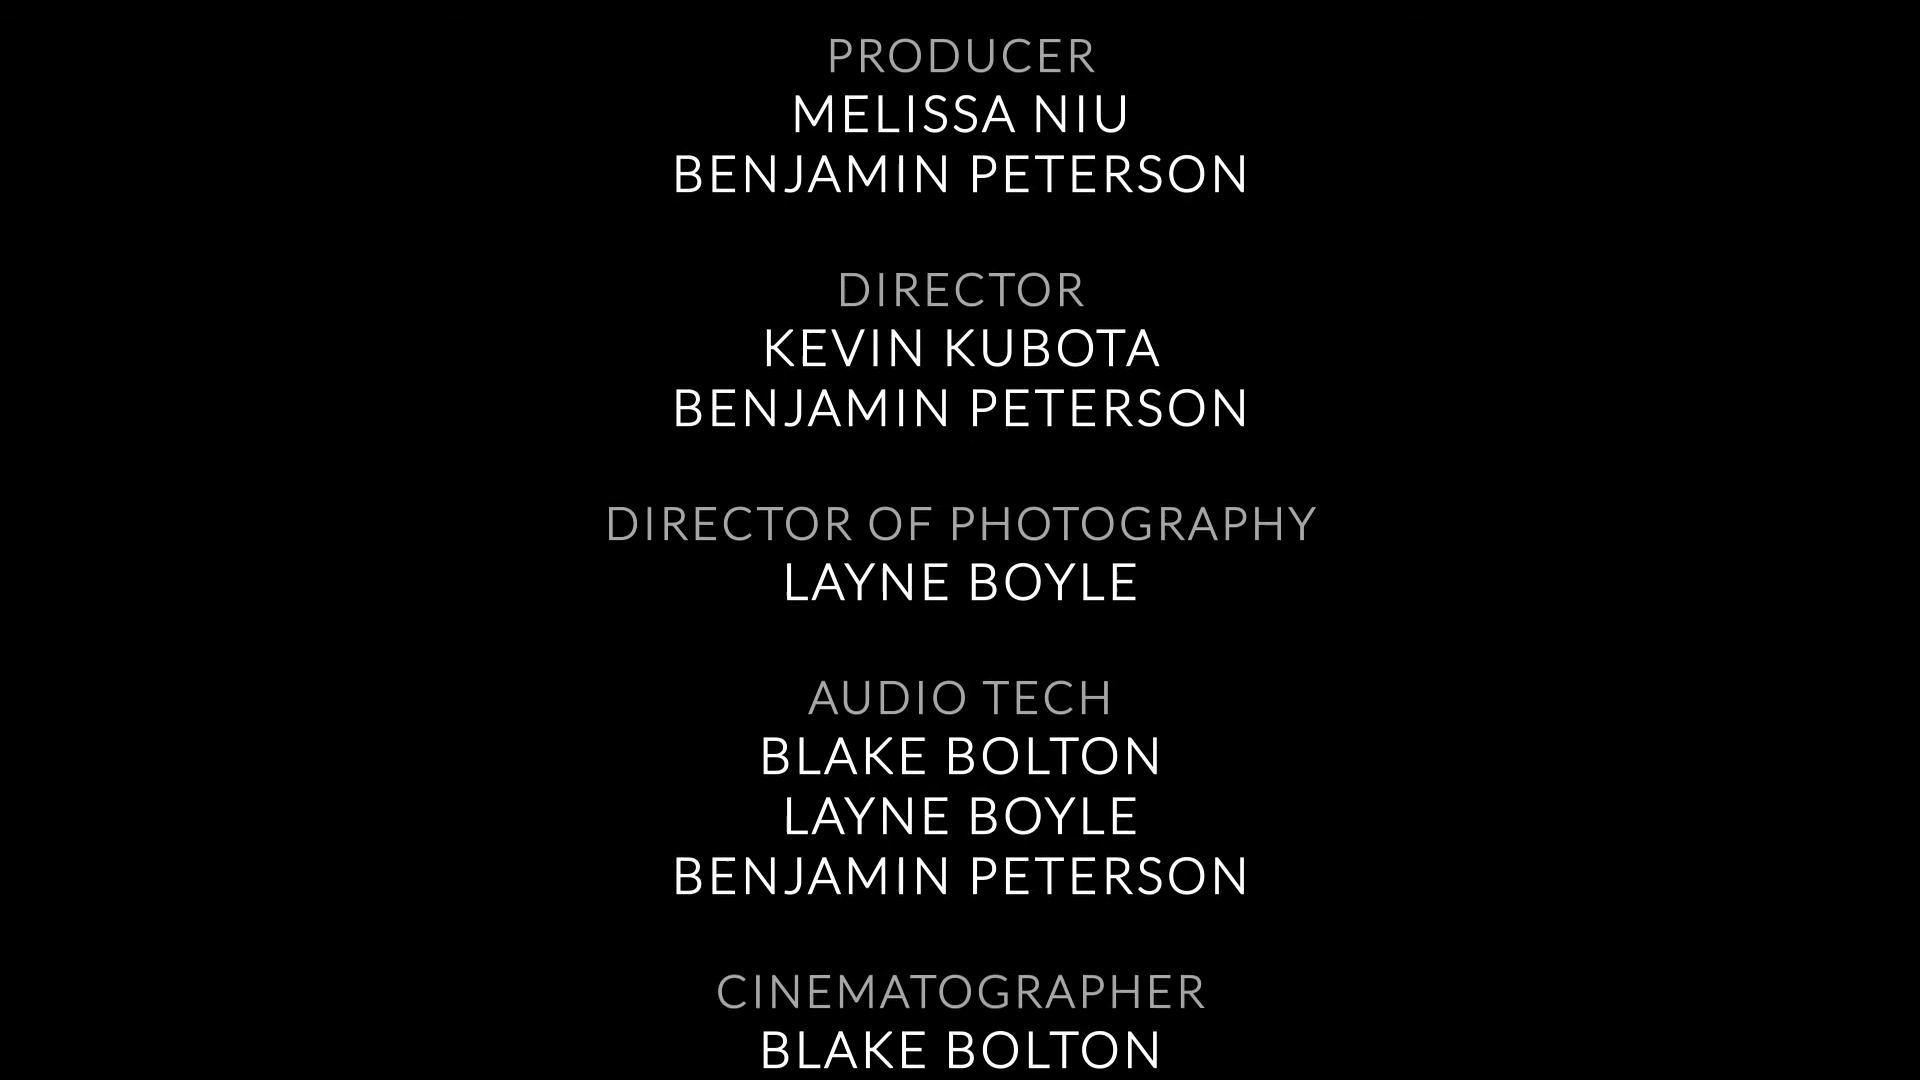 PRODUCER
MELISSA NIU
BENJAMIN PETERSON
DIRECTOR
KEVIN KUBOTA
BENJAMIN PETERSON
DIRECTOR OF PHOTOGRAPHY
LAYNE BOYLE
AUDIO TECH
BLAKE BOLTON
LAYNE BOYLE
BENJAMIN PETERSON
CINEMATOGRAPHER
BLAKE BOLTON